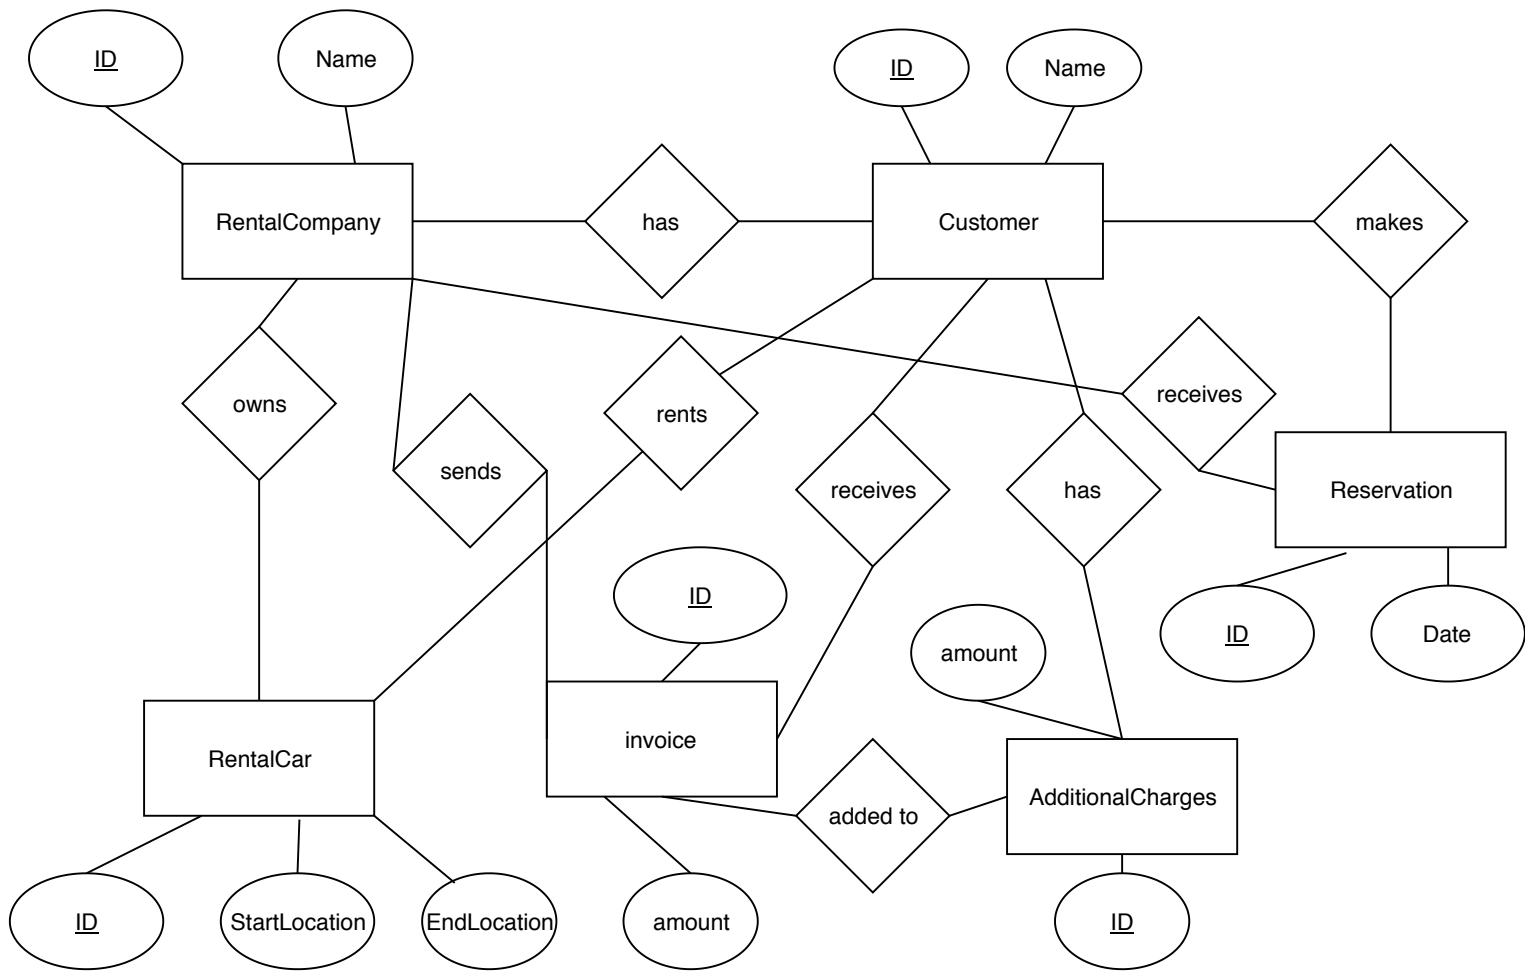 ID
Name
ID
Name
RentalCompany
has
Customer
makes
owns
sends
rents
receives
has
receives
Reservation
ID
amount
ID
Date
RentalCar
invoice
added to
AdditionalCharges
ID
StartLocation
EndLocation
amount
ID